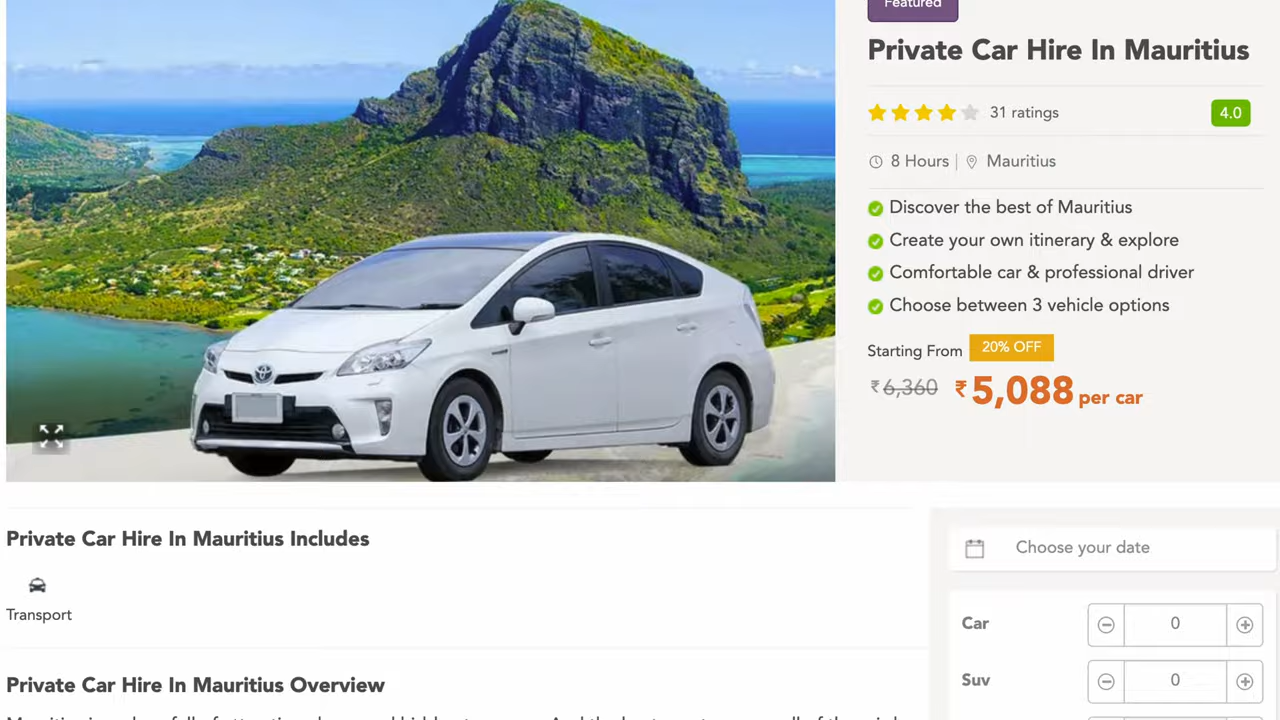 Featured
Private Car Hire In Mauritius
31 ratings
4.0
8 Hours | Mauritius
Discover the best of Mauritius
Create your own itinerary & explore
Comfortable car & professional driver
Choose between 3 vehicle options
Starting From 20% OFF
₹6,360 ₹5,088 per car
Private Car Hire In Mauritius Includes
Transport
Private Car Hire In Mauritius Overview
Choose your date
Car 0
Suv 0